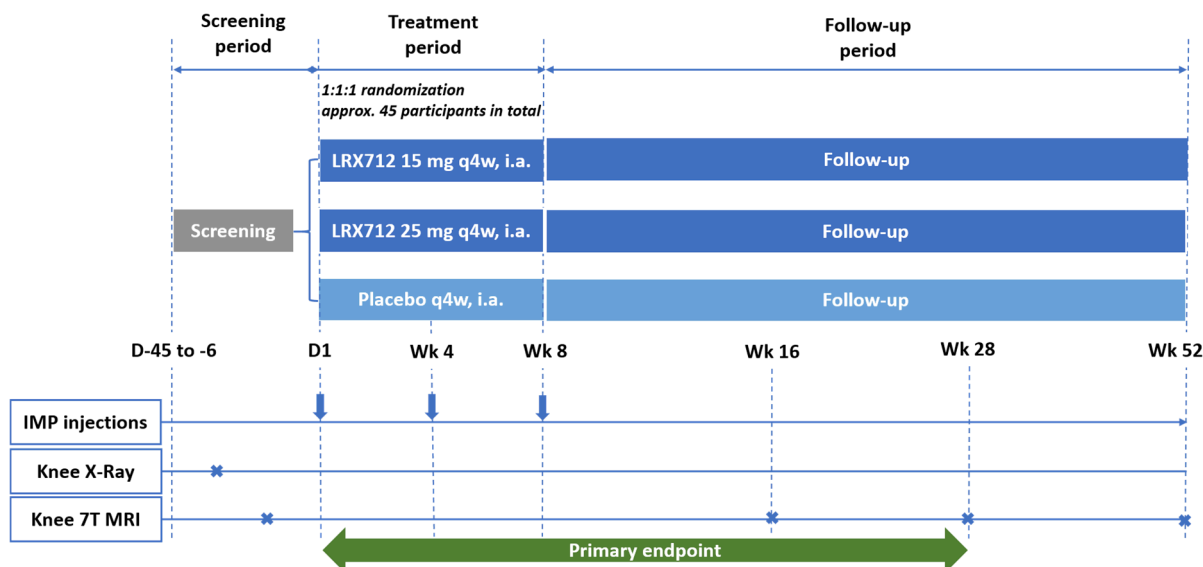 Screening
period
Treatment
period
Follow-up
period
1:1:1 randomization
approx. 45 participants in total
LRX712 15 mg q4w, i.a.
Follow-up
Screening
LRX712 25 mg q4w, i.a.
Follow-up
Placebo q4w, i.a.
Follow-up
D-45 to -6
D1
Wk 4
Wk 8
Wk 16
Wk 28
Wk 52
IMP injections
Knee X-Ray
Knee 7T MRI
Primary endpoint